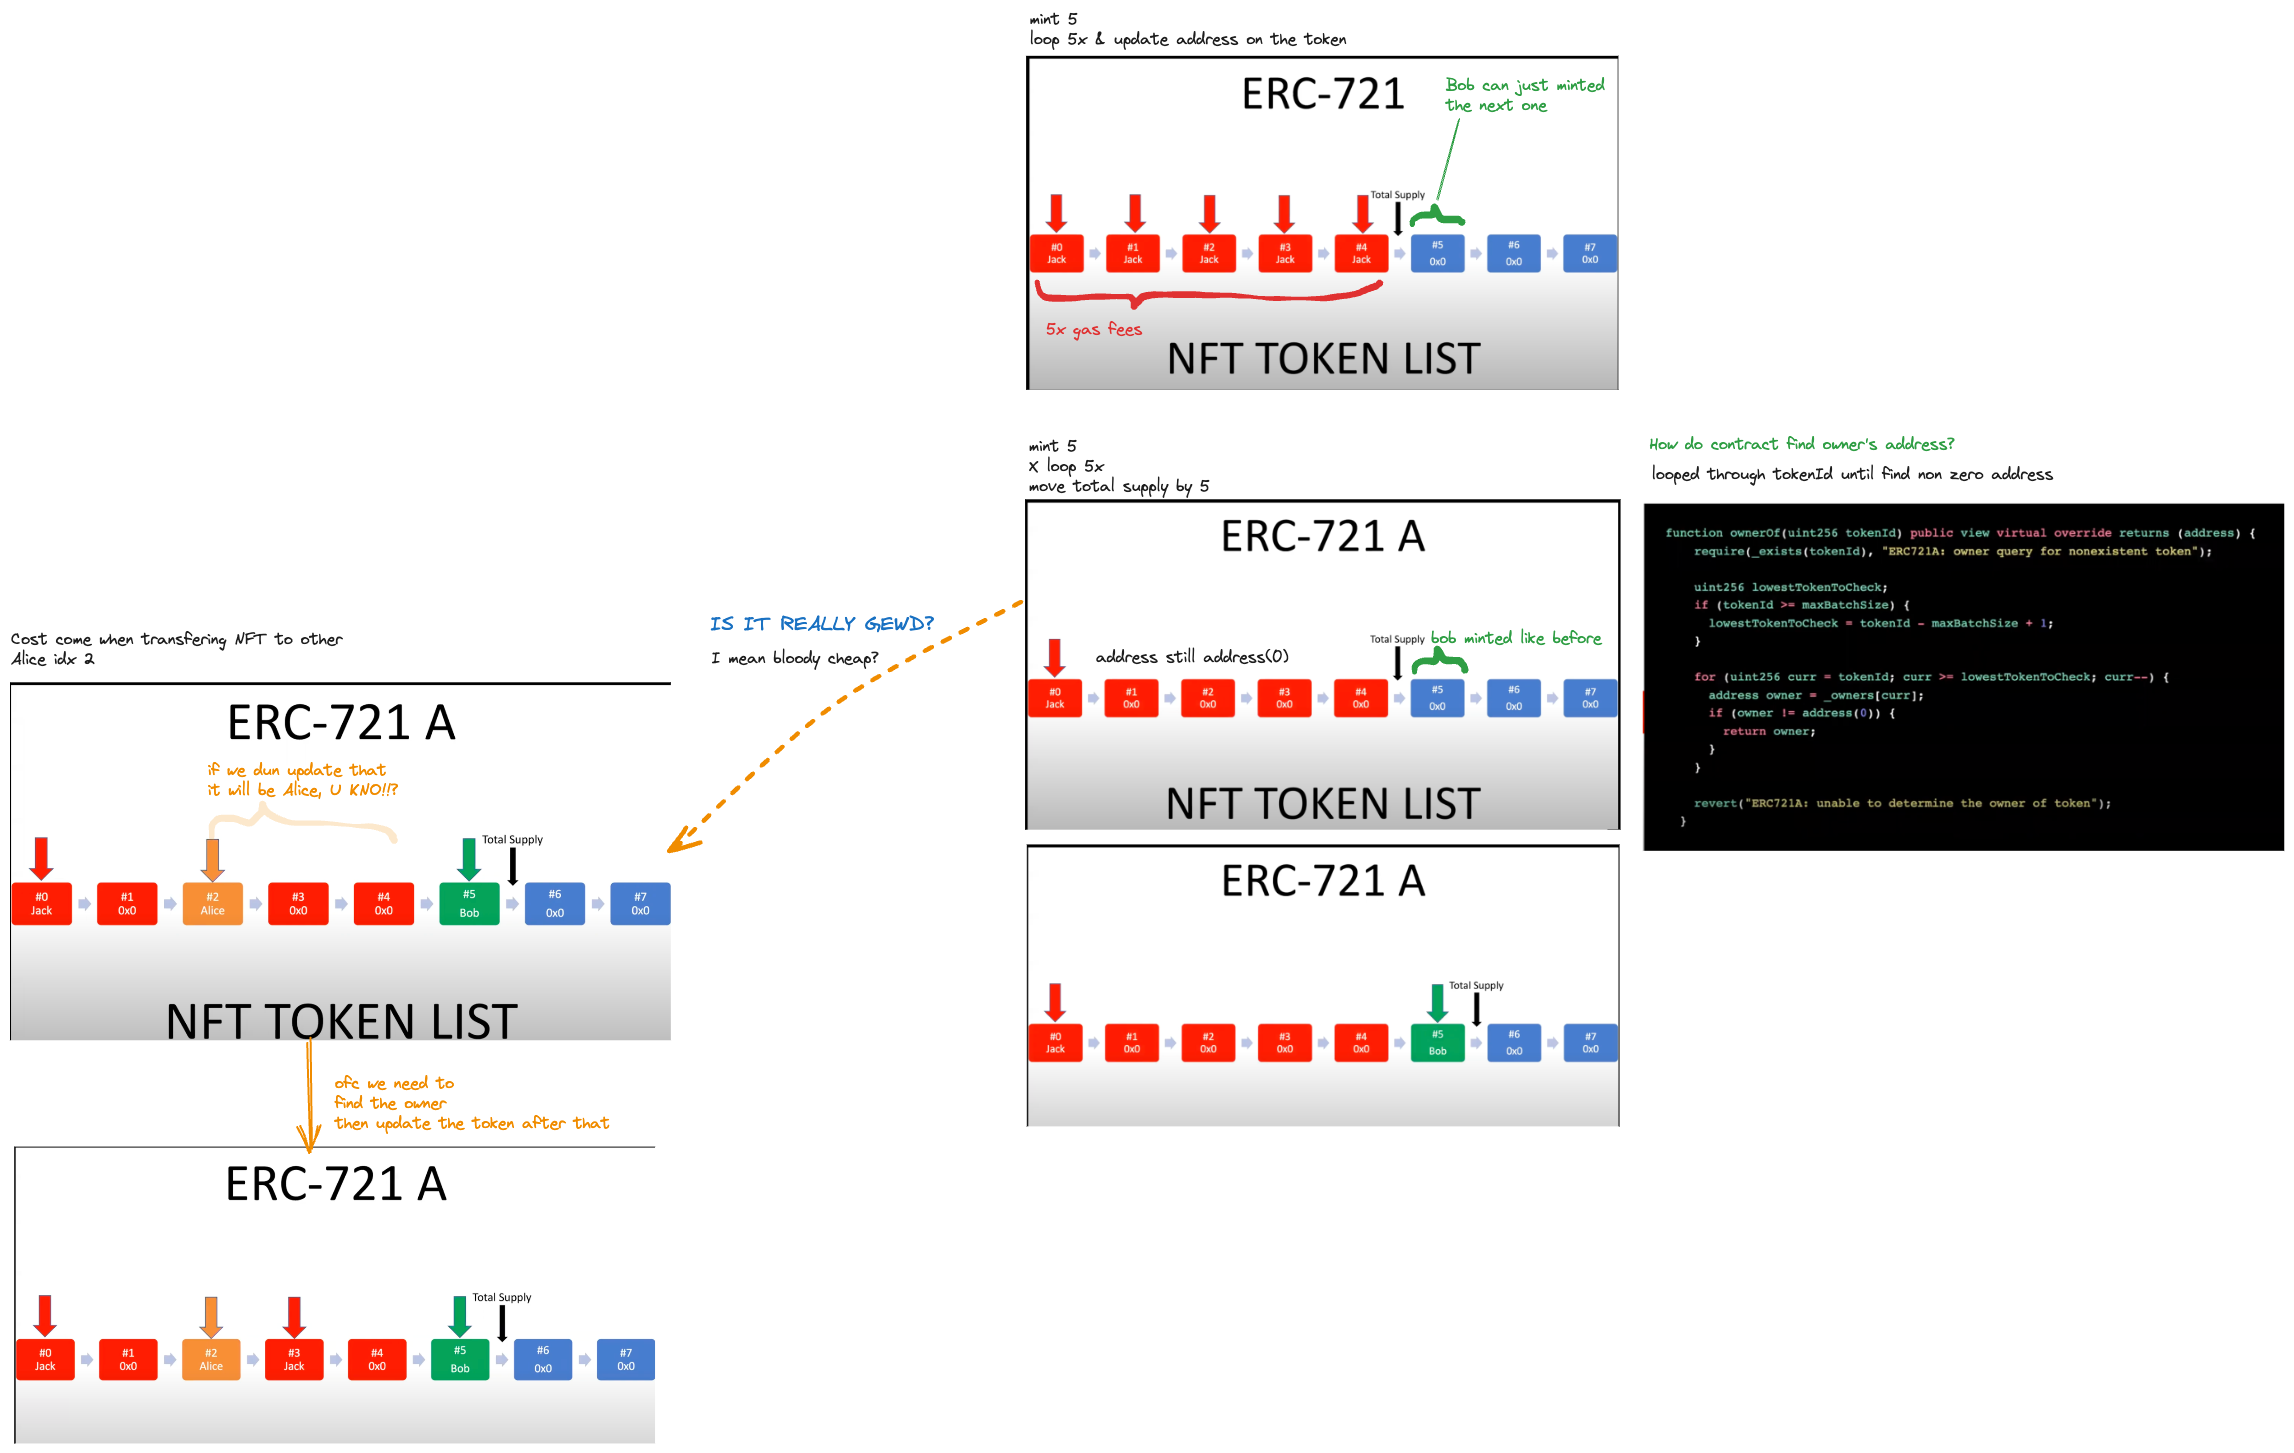 mint 5
loop 5x & update address on the token
ERC-721
Bob can just minted
the next one
Total Supply
#0
Jack
#1
Jack
#2
Jack
#3
Jack
#4
Jack
#5
0x0
#6
0x0
#7
0x0
5x gas fees
NFT TOKEN LIST
mint 5
X loop 5x
move total supply by 5
ERC-721 A
address still address(0)
Total Supply
bob minted like before
#0
Jack
#1
0x0
#2
0x0
#3
0x0
#4
0x0
#5
0x0
#6
0x0
#7
0x0
NFT TOKEN LIST
How do contract find owner's address?
looped through tokenId until find non zero address
function ownerOf(uint256 tokenId) public view virtual override returns (address) {
require(_exists(tokenId), "ERC721A: owner query for nonexistent token");
uint256 lowestTokenToCheck;
if (tokenId >= maxBatchSize) {
lowestTokenToCheck = tokenId - maxBatchSize + 1;
}
for (uint256 curr = tokenId; curr >= lowestTokenToCheck; curr--) {
address owner = _owners[curr];
if (owner != address(0)) {
return owner;
}
}
revert("ERC721A: unable to determine the owner of token");
}
ERC-721 A
Total Supply
#0
Jack
#1
0x0
#2
0x0
#3
0x0
#4
0x0
#5
Bob
#6
0x0
#7
0x0
IS IT REALLY GEWD?
I mean bloody cheap?
Cost come when transfering NFT to other
Alice idx 2
ERC-721 A
if we dun update that
it will be Alice, U KNO!!?
Total Supply
#0
Jack
#1
0x0
#2
Alice
#3
0x0
#4
0x0
#5
Bob
#6
0x0
#7
0x0
NFT TOKEN LIST
ofc we need to
find the owner
then update the token after that
ERC-721 A
Total Supply
#0
Jack
#1
0x0
#2
Alice
#3
Jack
#4
0x0
#5
Bob
#6
0x0
#7
0x0